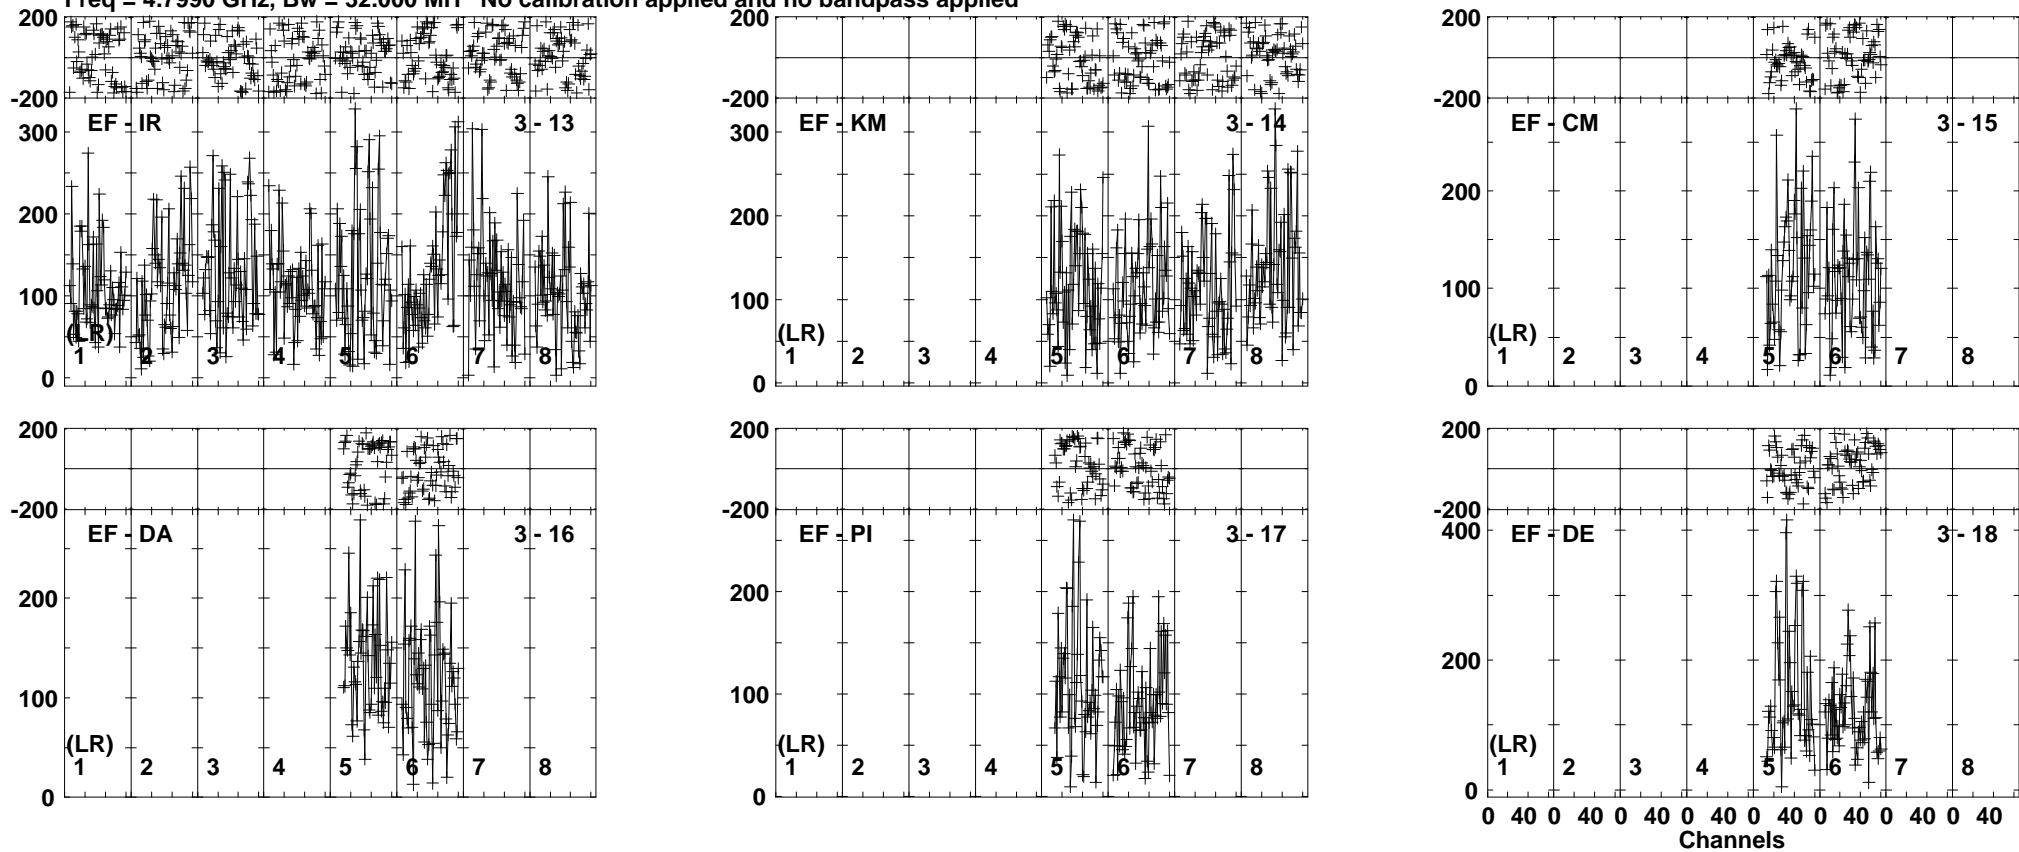 Freq = 4.7990 GHz, Bw = 32.000 MH No calibration applied and no bandpass applied
200 200 200
-200 -200 -200
EF - IR 3 - 13 EF - KM 3 - 14 EF - CM 3 - 15
300 300
200 200 200
100 100 100
(LR) (LR) (LR)
1 2 3 4 5 6 7 8 1 2 3 4 5 6 7 8 1 2 3 4 5 6 7 8
0 0 0
200 200 200
-200 -200 -200
EF - DA 3 - 16 EF - PI 3 - 17 EF - DE 3 - 18
400
200 200 200
100 100
(LR) (LR) (LR)
1 2 3 4 5 6 7 8 1 2 3 4 5 6 7 8 1 2 3 4 5 6 7 8
0 0 0
0 40 0 40 0 40 0 40 0 40 0 40 0 40 0 40
Channels